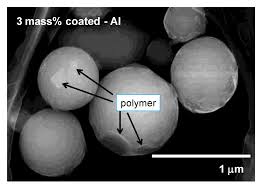 3 mass% coated - Al
polymer
1 μm